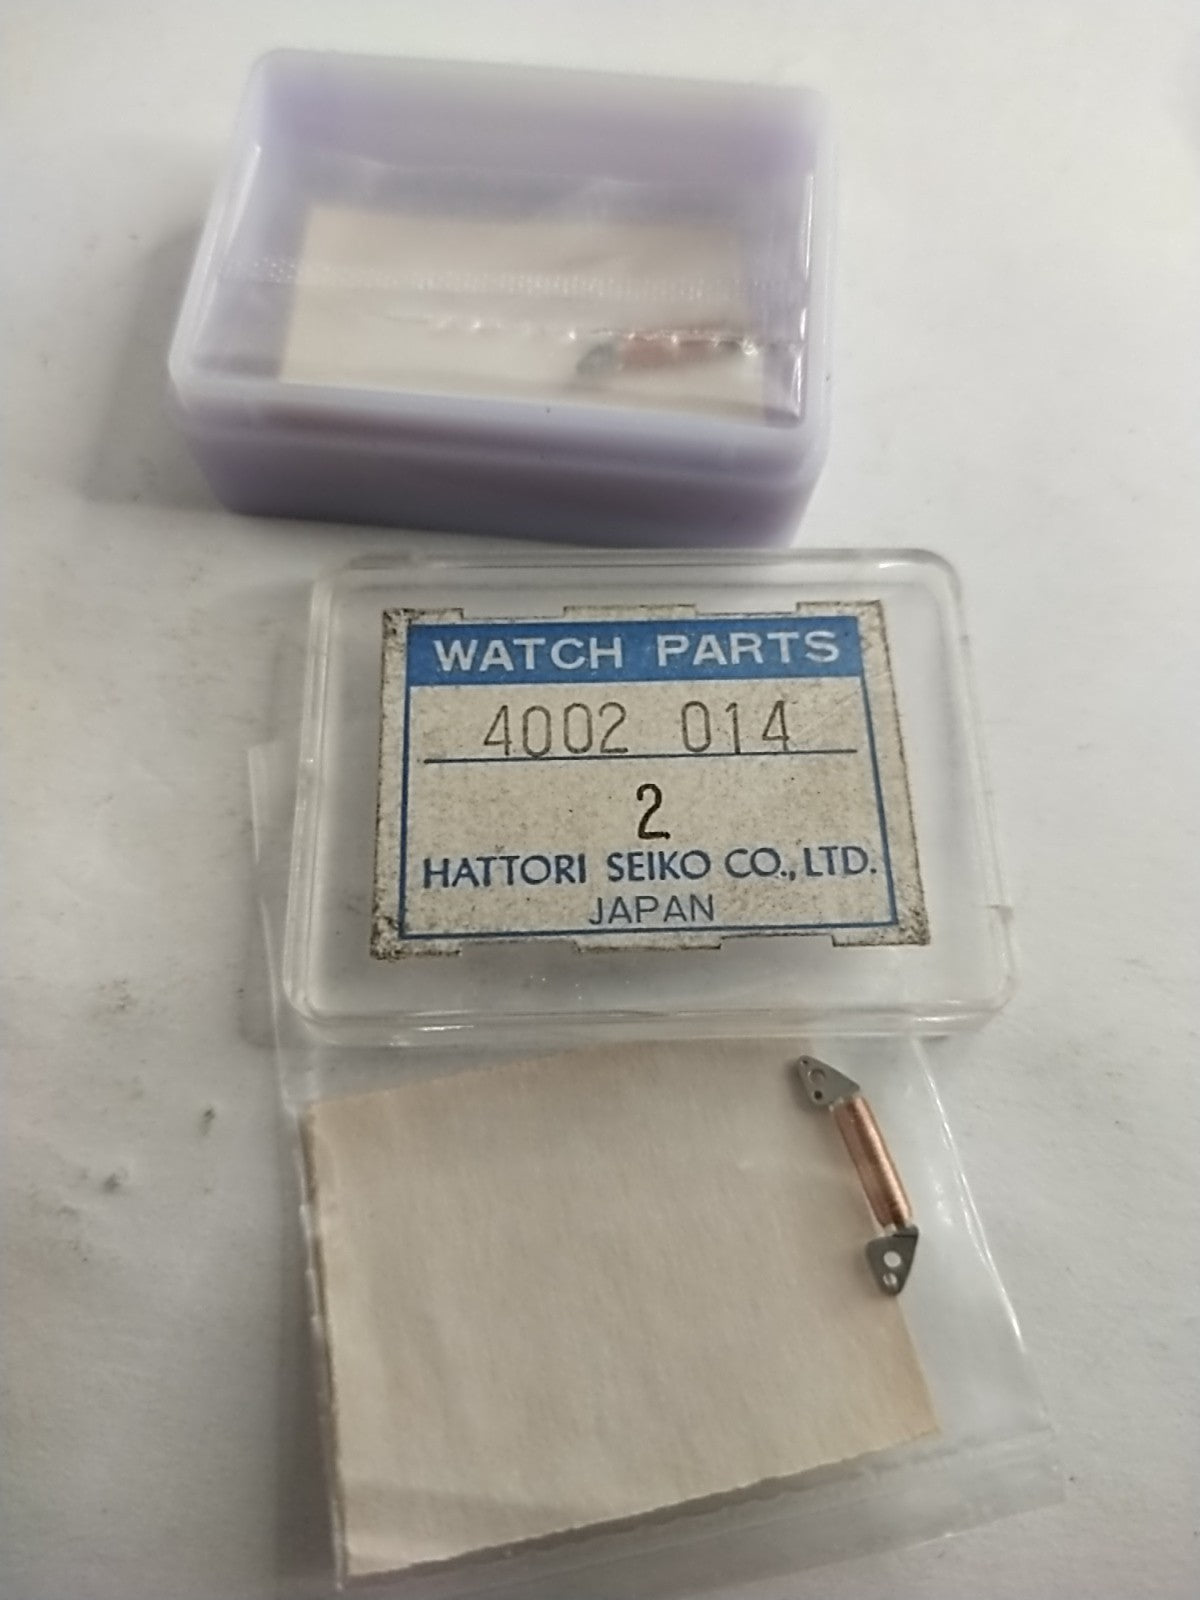 WATCH PARTS
4002 014
2
HATTORI SEIKO CO., LTD.
JAPAN